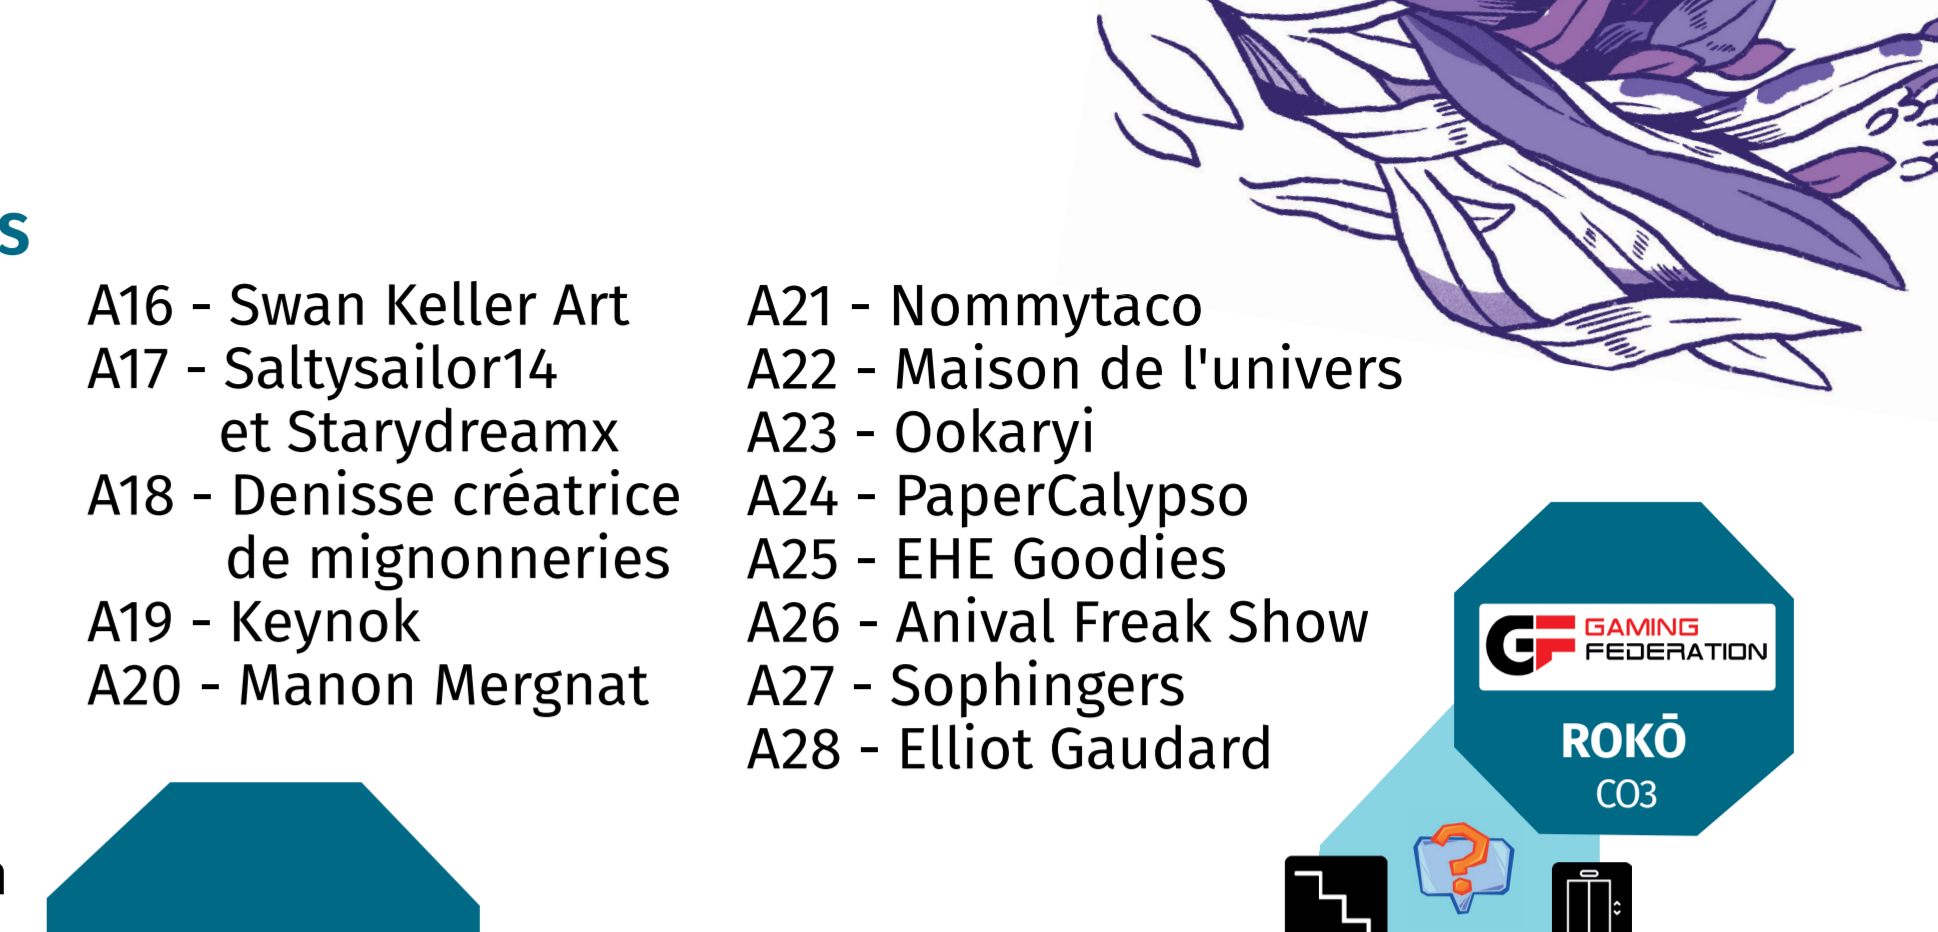 s
A16 - Swan Keller Art
A17 - Saltysailor14
et Starydreamx
A18 - Denisse créatrice
de mignonneries
A19 - Keynok
A20 - Manon Mergnat
A21 - Nommytaco
A22 - Maison de l'univers
A23 - Ookaryi
A24 - PaperCalypso
A25 - EHE Goodies
A26 - Anival Freak Show
A27 - Sophingers
A28 - Elliot Gaudard
GF GAMING
FEDERATION
ROKŌ
CO3
?